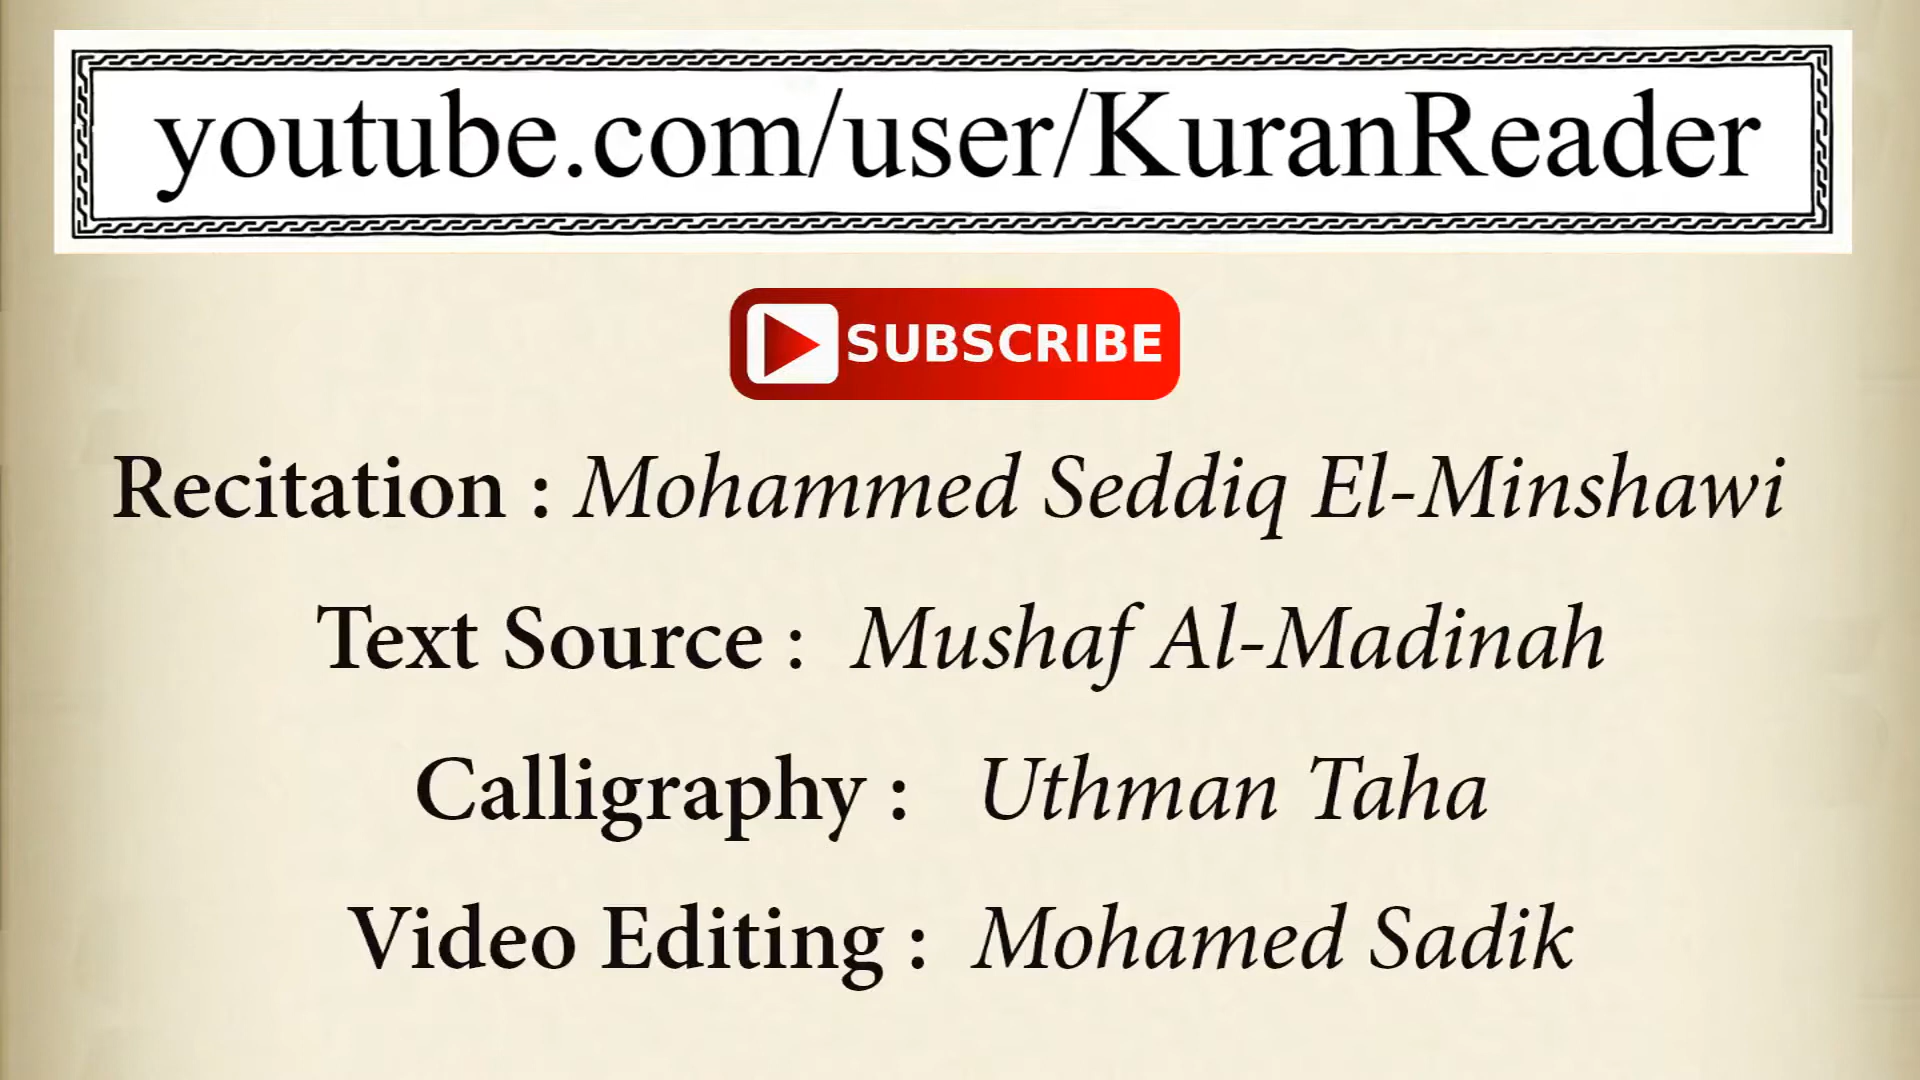 youtube.com/user/KuranReader
SUBSCRIBE
Recitation : Mohammed Seddiq El-Minshawi
Text Source : Mushaf Al-Madinah
Calligraphy : Uthman Taha
Video Editing : Mohamed Sadik